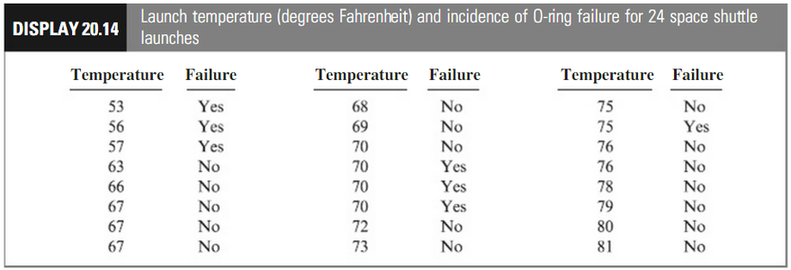 DISPLAY 20.14
Launch temperature (degrees Fahrenheit) and incidence of O-ring failure for 24 space shuttle
launches
Temperature Failure Temperature Failure Temperature Failure
53 Yes 68 No 75 No
56 Yes 69 No 75 Yes
57 Yes 70 No 76 No
63 No 70 Yes 76 No
66 No 70 Yes 78 No
67 No 70 Yes 79 No
67 No 72 No 80 No
67 No 73 No 81 No